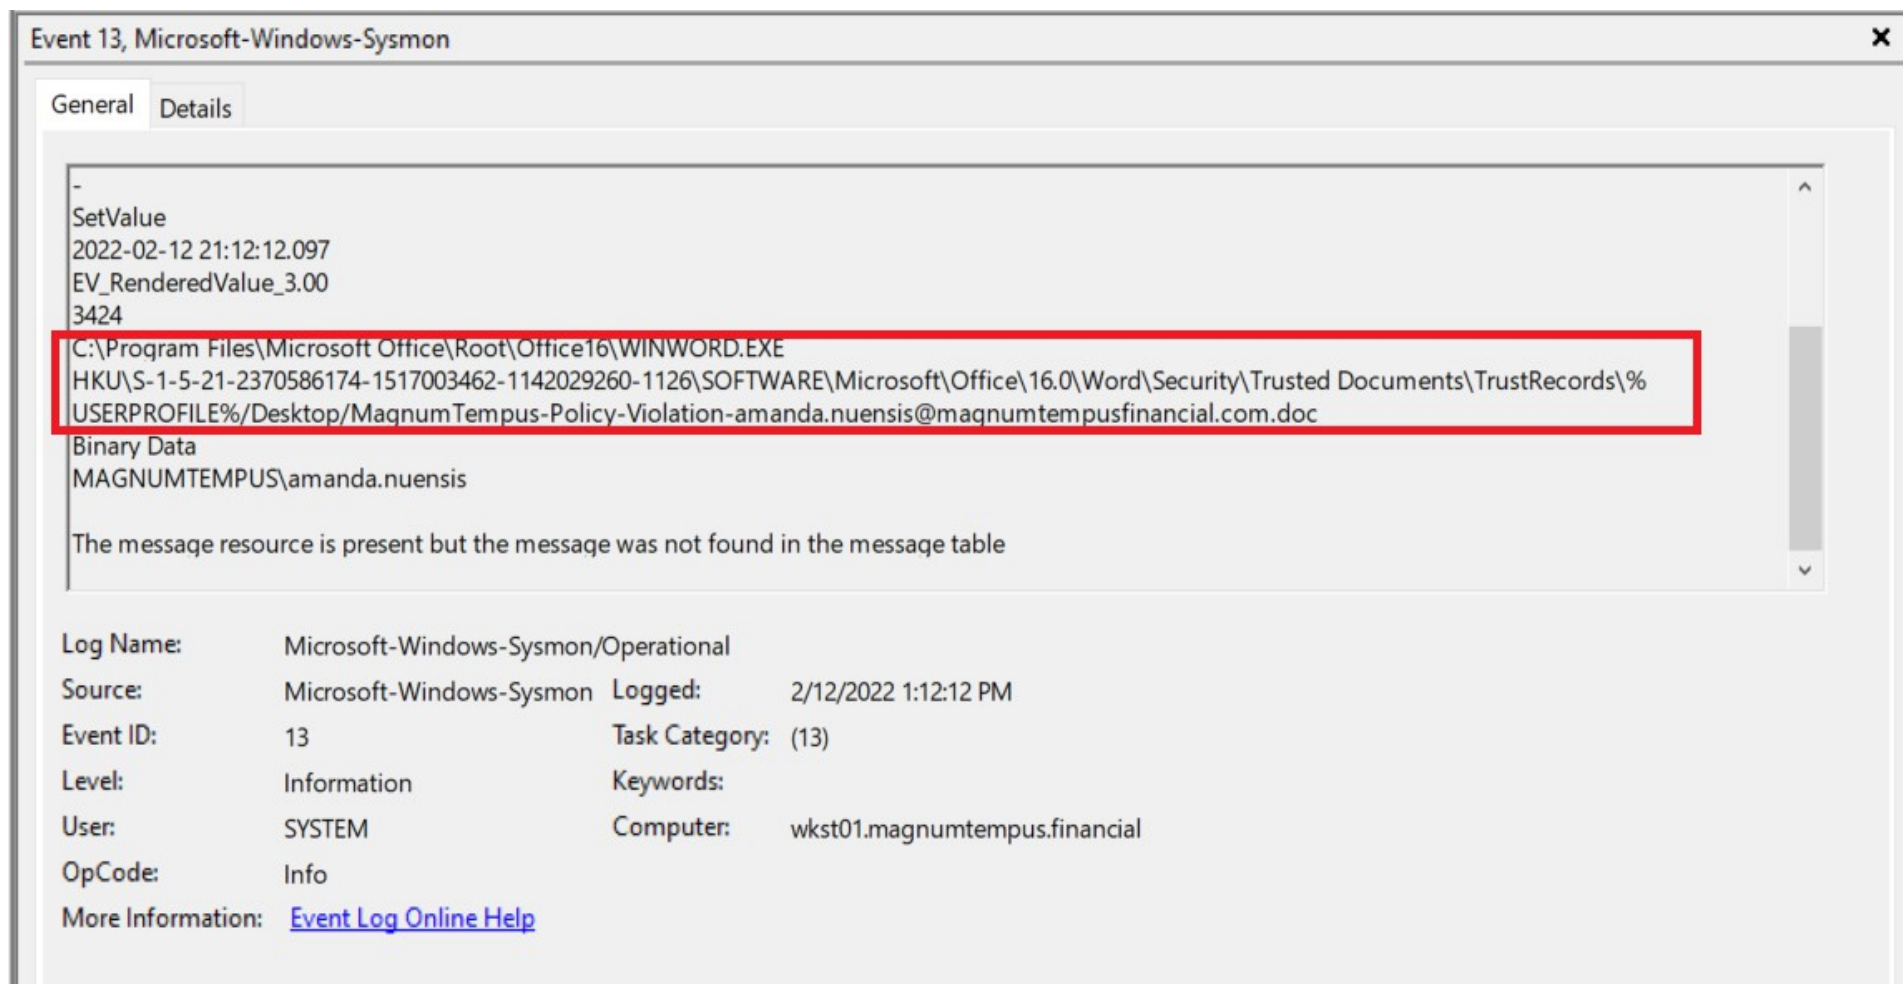 Event 13, Microsoft-Windows-Sysmon
General Details
-
SetValue
2022-02-12 21:12:12.097
EV_RenderedValue_3.00
3424
C:\Program Files\Microsoft Office\Root\Office16\WINWORD.EXE
HKU\S-1-5-21-2370586174-1517003462-1142029260-1126\SOFTWARE\Microsoft\Office\16.0\Word\Security\Trusted Documents\TrustRecords\%
USERPROFILE%/Desktop/MagnumTempus-Policy-Violation-amanda.nuensis@magnumtempusfinancial.com.doc
Binary Data
MAGNUMTEMPUS\amanda.nuensis
The message resource is present but the message was not found in the message table
Log Name: Microsoft-Windows-Sysmon/Operational
Source: Microsoft-Windows-Sysmon Logged: 2/12/2022 1:12:12 PM
Event ID: 13 Task Category: (13)
Level: Information Keywords:
User: SYSTEM Computer: wkst01.magnumtempus.financial
OpCode: Info
More Information: Event Log Online Help